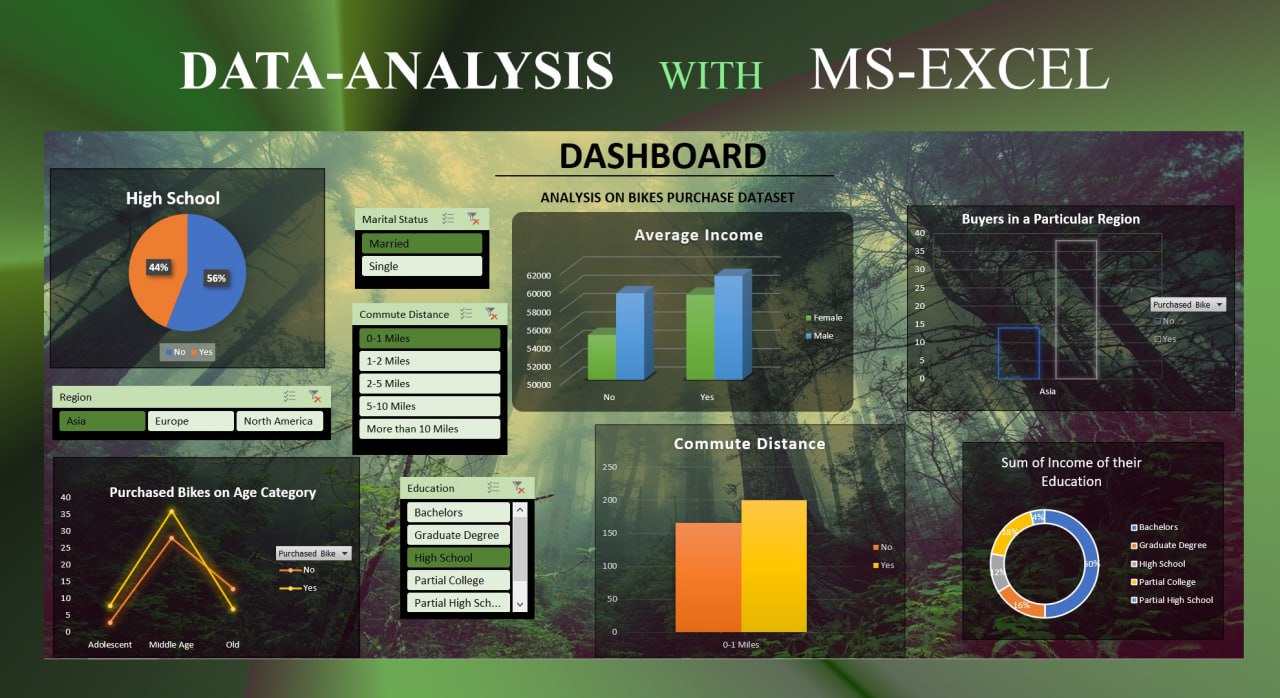 DATA-ANALYSIS WITH MS-EXCEL
DASHBOARD
ANALYSIS ON BIKES PURCHASE DATASET
High School
44%
56%
No Yes
Marital Status
Married
Single
Commute Distance
0-1 Miles
1-2 Miles
2-5 Miles
5-10 Miles
More than 10 Miles
Average Income
62000
60000
58000
56000
54000
52000
50000
No Yes
Female
Male
Buyers in a Particular Region
40
35
30
25
20
15
10
5
0
Asia
Purchased Bike
No
Yes
Region
Asia Europe North America
Purchased Bikes on Age Category
40
35
30
25
20
15
10
5
0
Adolescent Middle Age Old
Purchased Bike
No
Yes
Education
Bachelors
Graduate Degree
High School
Partial College
Partial High Sch...
Commute Distance
250
200
150
100
50
0
0-1 Miles
No
Yes
Sum of Income of their
Education
4%
50%
16%
Bachelors
Graduate Degree
High School
Partial College
Partial High School